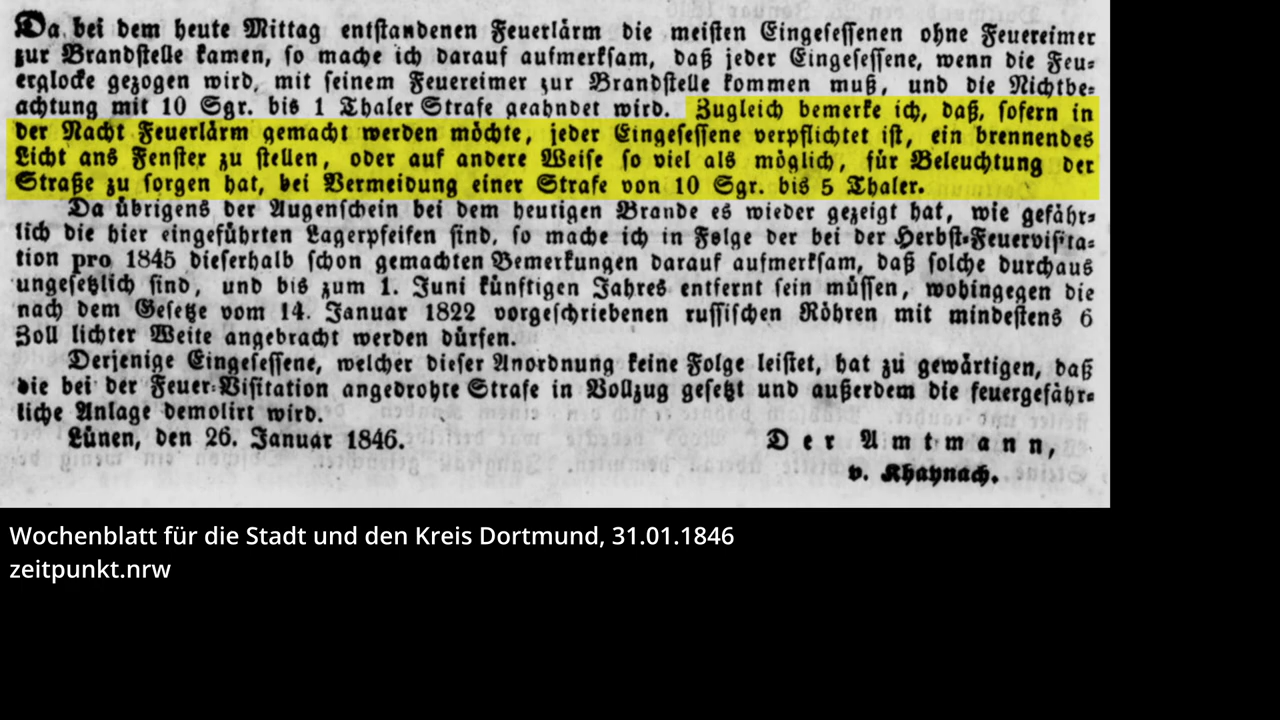 Da bei dem heute Mittag entstandenen Feuerlärm die meisten Eingesessenen ohne Feuereimer
zur Brandstelle kamen, so mache ich darauf aufmerksam, daß jeder Eingesessene, wenn die Feu-
erglocke gezogen wird, mit seinem Feuereimer zur Brandstelle kommen muß, und die Nichtbe-
achtung mit 10 Sgr. bis 1 Thaler Strafe geahndet wird. Zugleich bemerke ich, daß, sofern in
der Nacht Feuerlärm gemacht werden möchte, jeder Eingesessene verpflichtet ist, ein brennendes
Licht ans Fenster zu stellen, oder auf andere Weise so viel als möglich, für Beleuchtung der
Straße zu sorgen hat, bei Vermeidung einer Strafe von 10 Sgr. bis 5 Thaler.
Da übrigens der Augenschein bei dem heutigen Brande es wieder gezeigt hat, wie gefähr-
lich die hier eingeführten Lagerpfeifen sind, so mache ich in Folge der bei der Herbst-Feuervisita-
tion pro 1845 dieserhalb schon gemachten Bemerkungen darauf aufmerksam, daß solche durchaus
ungesetzlich sind, und bis zum 1. Juni künftigen Jahres entfernt sein müssen, wohingegen die
nach dem Gesetze vom 14. Januar 1822 vorgeschriebenen russischen Röhren mit mindestens 6
Zoll lichter Weite angebracht werden dürfen.
Derjenige Eingesessene, welcher dieser Anordnung keine Folge leistet, hat zu gewärtigen, daß
die bei der Feuer-Visitation angedrohte Strafe in Vollzug gesetzt und außerdem die feuergefähr-
liche Anlage demolirt wird.
Lünen, den 26. Januar 1846. Der Amtmann,
v. Khaynach.
Wochenblatt für die Stadt und den Kreis Dortmund, 31.01.1846
zeitpunkt.nrw